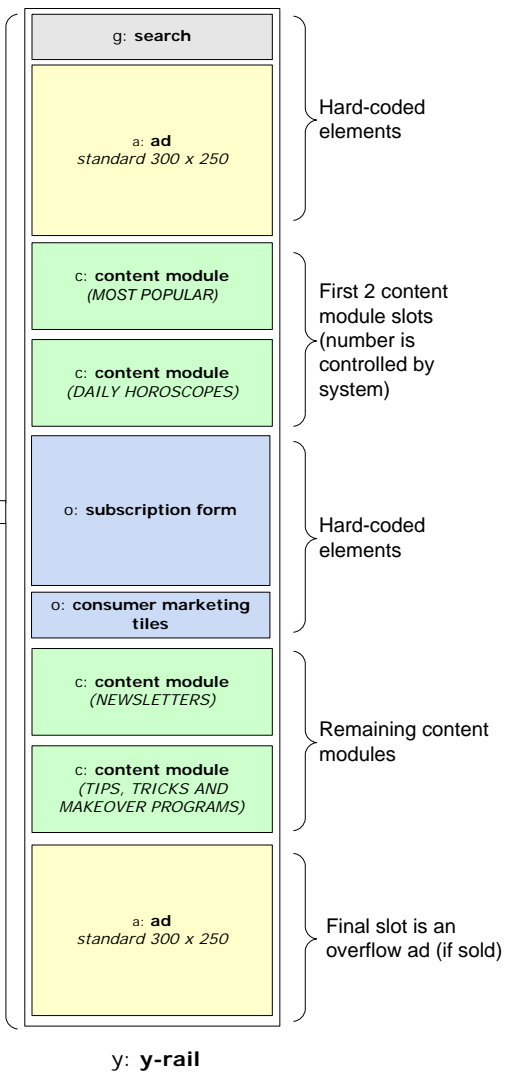 g: search
a: ad
standard 300 x 250
Hard-coded
elements
c: content module
(MOST POPULAR)
c: content module
(DAILY HOROSCOPES)
First 2 content
module slots
(number is
controlled by
system)
o: subscription form
o: consumer marketing
tiles
Hard-coded
elements
c: content module
(NEWSLETTERS)
c: content module
(TIPS, TRICKS AND
MAKEOVER PROGRAMS)
Remaining content
modules
a: ad
standard 300 x 250
Final slot is an
overflow ad (if sold)
y: y-rail